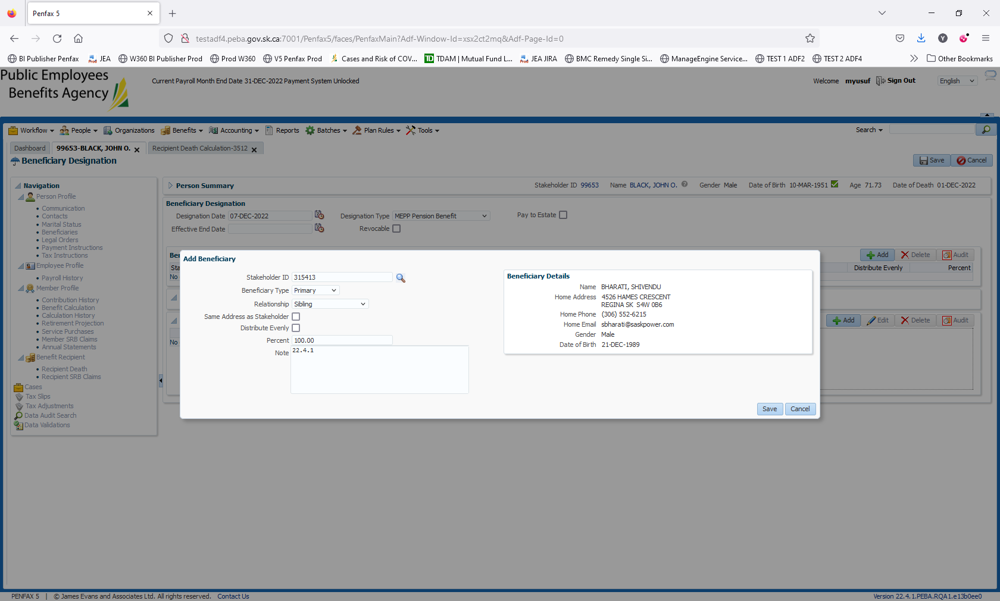 Penfax 5
testadf4.peba.gov.sk.ca:7001/Penfax5/faces/PenfaxMain?Adf-Window-Id=xsx2ct2mq&Adf-Page-Id=0
BI Publisher Penfax JEA W360 BI Publisher Prod Prod W360 V5 Penfax Prod Cases and Risk of COV... TDAM | Mutual Fund L... JEA JIRA BMC Remedy Single Si... ManageEngine Service... TEST 1 ADF2 TEST 2 ADF4 Other Bookmarks
Public Employees
Benefits Agency
Current Payroll Month End Date 31-DEC-2022 Payment System Unlocked
Welcome myusuf Sign Out English
Workflow People Organizations Benefits Accounting Reports Batches Plan Rules Tools Search
Dashboard 99653-BLACK, JOHN O. Recipient Death Calculation-3512
Beneficiary Designation
Save Cancel
Navigation
Person Profile
Communication
Contacts
Marital Status
Beneficiaries
Legal Orders
Payment Instructions
Tax Instructions
Employee Profile
Payroll History
Member Profile
Contribution History
Benefit Calculation
Calculation History
Retirement Projection
Service Purchases
Member SRB Claims
Annual Statements
Benefit Recipient
Recipient Death
Recipient SRB Claims
Cases
Tax Slips
Tax Adjustments
Data Audit Search
Data Validations
Person Summary Stakeholder ID 99653 Name BLACK, JOHN O. Gender Male Date of Birth 10-MAR-1951 Age 71.73 Date of Death 01-DEC-2022
Beneficiary Designation
Designation Date 07-DEC-2022 Designation Type MEPP Pension Benefit Pay to Estate
Effective End Date Revocable
Ben
Add Delete Audit
Sta
Distribute Evenly Percent
No
Add Edit Delete Audit
No
Add Beneficiary
Stakeholder ID 315413
Beneficiary Type Primary
Relationship Sibling
Same Address as Stakeholder
Distribute Evenly
Percent 100.00
Note 22.4.1
Beneficiary Details
Name BHARATI, SHIVENDU
Home Address 4526 HAMES CRESCENT
REGINA SK S4W 0B6
Home Phone (306) 552-6215
Home Email sbharati@saskpower.com
Gender Male
Date of Birth 21-DEC-1989
Save Cancel
PENFAX 5 | © James Evans and Associates Ltd. All rights reserved. Contact Us
Version 22.4.1.PEBA.RQA1.e13b0ee0